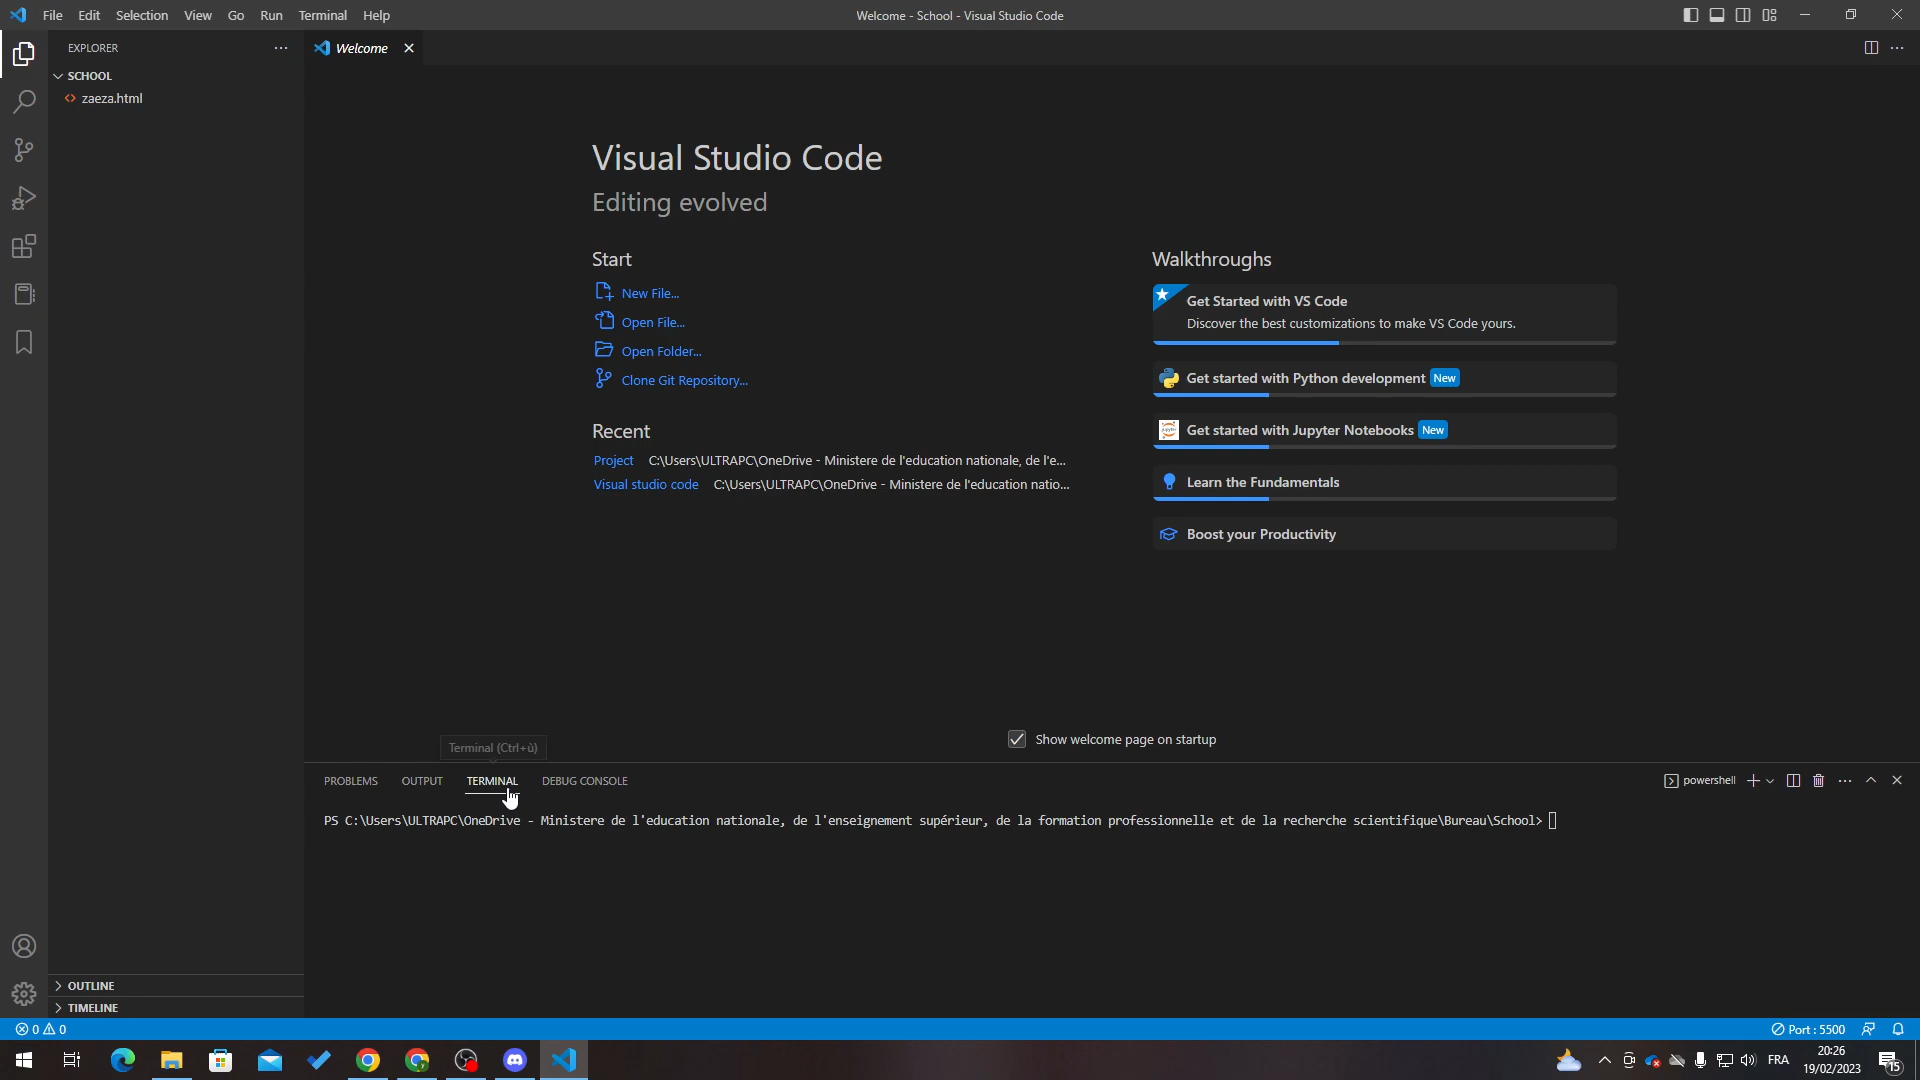 File Edit Selection View Go Run Terminal Help
Welcome - School - Visual Studio Code
EXPLORER
Welcome
SCHOOL
zaeza.html
Visual Studio Code
Editing evolved
Start
New File...
Open File...
Open Folder...
Clone Git Repository...
Recent
Project C:\Users\ULTRAPC\OneDrive - Ministere de l'education nationale, de l'e...
Visual studio code C:\Users\ULTRAPC\OneDrive - Ministere de l'education natio...
Walkthroughs
Get Started with VS Code
Discover the best customizations to make VS Code yours.
Get started with Python development New
Get started with Jupyter Notebooks New
Learn the Fundamentals
Boost your Productivity
Show welcome page on startup
Terminal (Ctrl+ù)
PROBLEMS OUTPUT TERMINAL DEBUG CONSOLE
powershell
PS C:\Users\ULTRAPC\OneDrive - Ministere de l'education nationale, de l'enseignement supérieur, de la formation professionnelle et de la recherche scientifique\Bureau\School>
OUTLINE
TIMELINE
0 0
Port : 5500
FRA
20:26
19/02/2023
15